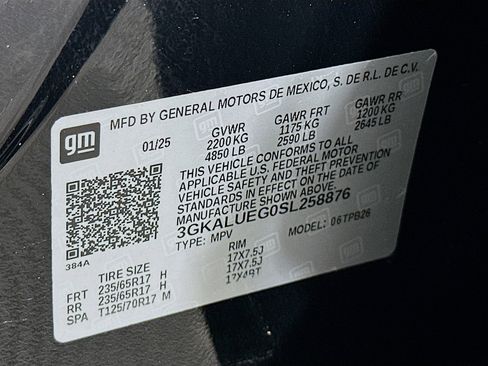 gm
MFD BY GENERAL MOTORS DE MEXICO, S. DE R.L. DE C.V.
01/25 GVWR GAWR FRT GAWR RR
2200 KG 1175 KG 1200 KG
4850 LB 2590 LB 2645 LB
THIS VEHICLE CONFORMS TO ALL
APPLICABLE U.S. FEDERAL MOTOR
VEHICLE SAFETY AND THEFT PREVENTION
STANDARDS IN EFFECT ON THE DATE OF
MANUFACTURE SHOWN ABOVE.
3GKALUEG0SL258876
TYPE: MPV MODEL: 06TPB26
384A
TIRE SIZE RIM
FRT 235/65R17 H 17X7.5J
RR 235/65R17 H 17X7.5J
SPA T125/70R17 M 17X4BT